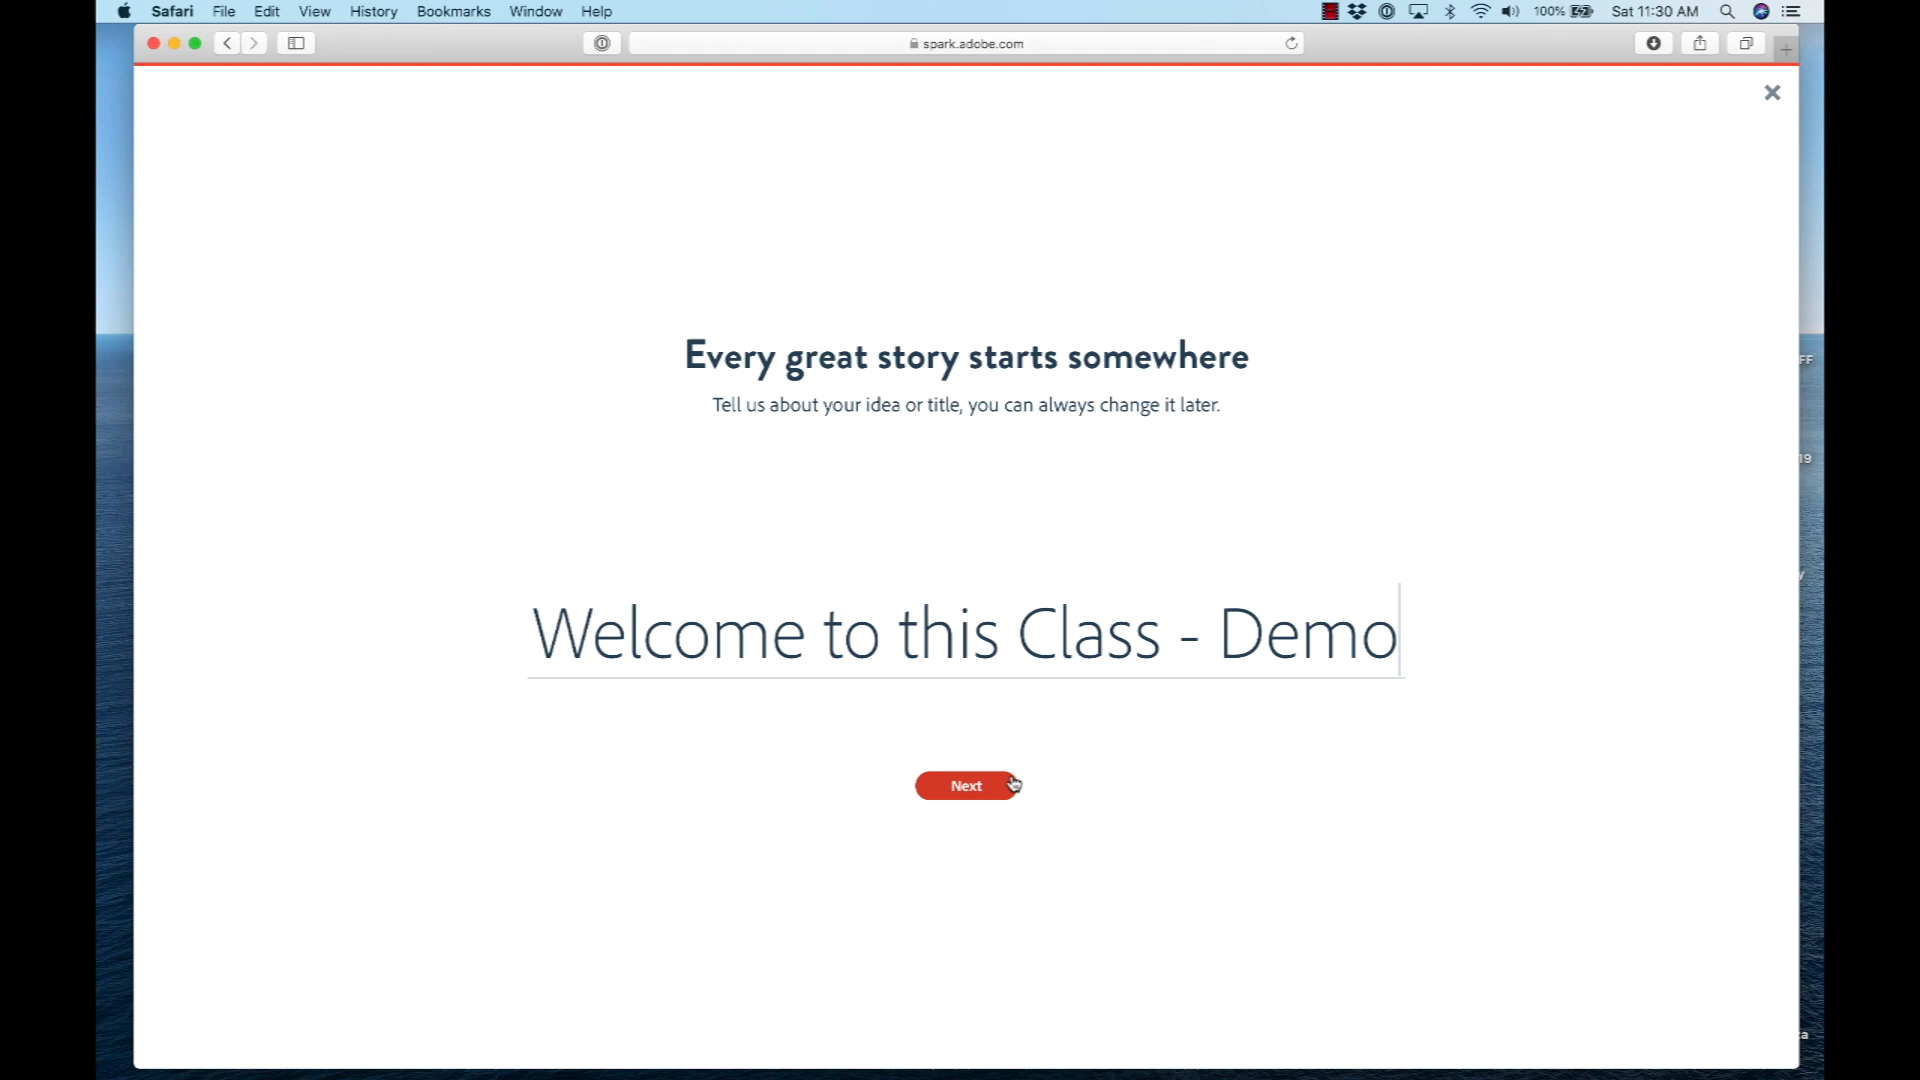 Safari File Edit View History Bookmarks Window Help 100% Sat 11:30 AM
spark.adobe.com
Every great story starts somewhere
Tell us about your idea or title, you can always change it later.
FF
19
Welcome to this Class - Demo
Next